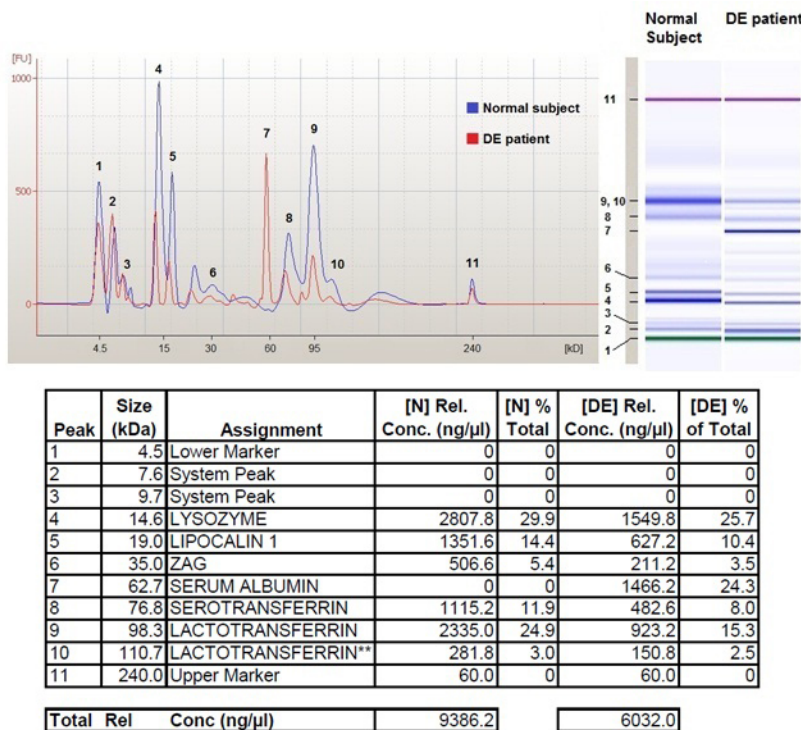 Normal Subject DE patient
[FU]
1000
500
0
1
2
3
4
5
6
7
8
9
10
11
Normal subject
DE patient
4.5 15 30 60 95 240 [kD]
11
9, 10
8
7
6
5
4
3
2
1
Peak Size (kDa) Assignment [N] Rel. Conc. (ng/µl) [N] % Total [DE] Rel. Conc. (ng/µl) [DE] % of Total
1 4.5 Lower Marker 0 0 0 0
2 7.6 System Peak 0 0 0 0
3 9.7 System Peak 0 0 0 0
4 14.6 LYSOZYME 2807.8 29.9 1549.8 25.7
5 19.0 LIPOCALIN 1 1351.6 14.4 627.2 10.4
6 35.0 ZAG 506.6 5.4 211.2 3.5
7 62.7 SERUM ALBUMIN 0 0 1466.2 24.3
8 76.8 SEROTRANSFERRIN 1115.2 11.9 482.6 8.0
9 98.3 LACTOTRANSFERRIN 2335.0 24.9 923.2 15.3
10 110.7 LACTOTRANSFERRIN** 281.8 3.0 150.8 2.5
11 240.0 Upper Marker 60.0 0 60.0 0
Total Rel Conc (ng/µl) 9386.2 6032.0